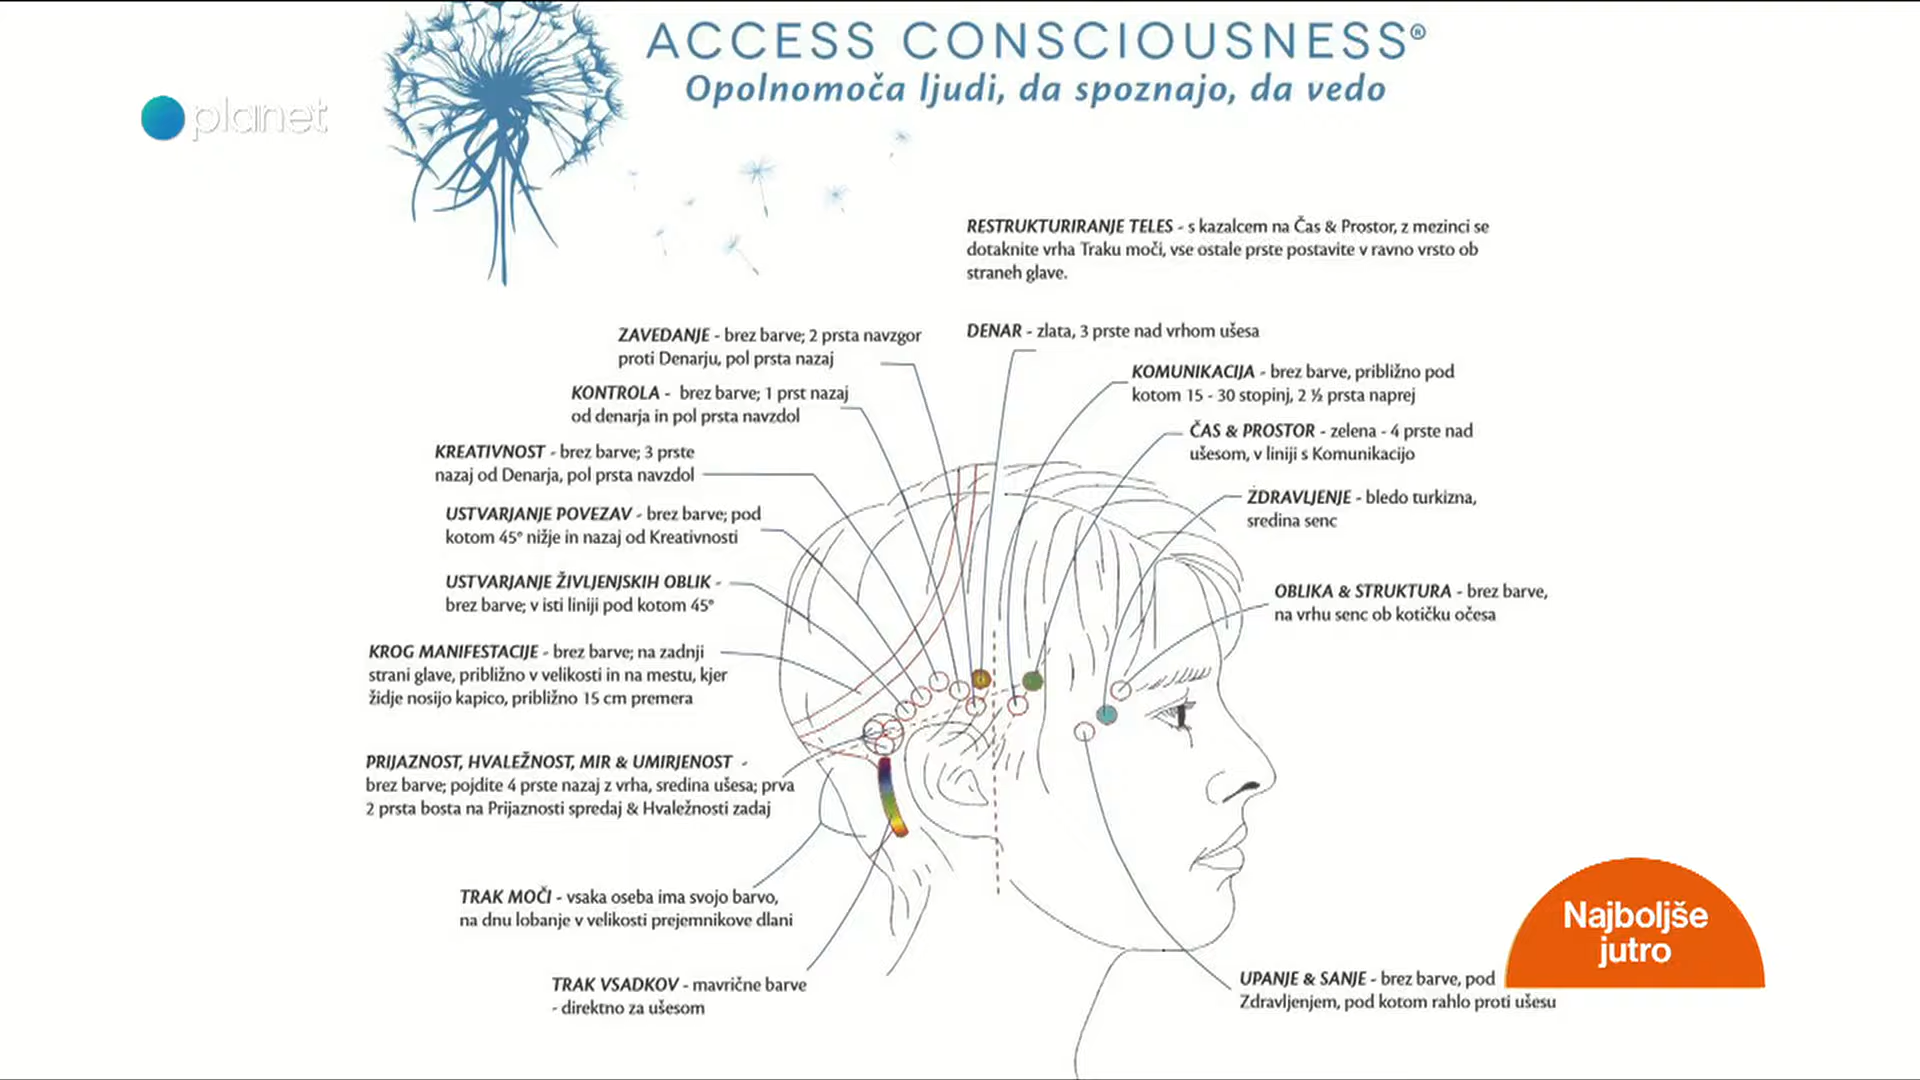 ACCESS CONSCIOUSNESS®
Opolnomoča ljudi, da spoznajo, da vedo
planet
RESTRUKTURIRANJE TELES - s kazalcem na Čas & Prostor, z mezinci se
dotaknite vrha Traku moči, vse ostale prste postavite v ravno vrsto ob
straneh glave.
ZAVEDANJE - brez barve; 2 prsta navzgor
proti Denarju, pol prsta nazaj
DENAR - zlata, 3 prste nad vrhom ušesa
KONTROLA - brez barve; 1 prst nazaj
od denarja in pol prsta navzdol
KOMUNIKACIJA - brez barve, približno pod
kotom 15 - 30 stopinj, 2 ½ prsta naprej
KREATIVNOST - brez barve; 3 prste
nazaj od Denarja, pol prsta navzdol
ČAS & PROSTOR - zelena - 4 prste nad
ušesom, v liniji s Komunikacijo
USTVARJANJE POVEZAV - brez barve; pod
kotom 45° nižje in nazaj od Kreativnosti
ZDRAVLJENJE - bledo turkizna,
sredina senc
USTVARJANJE ŽIVLJENJSKIH OBLIK -
brez barve; v isti liniji pod kotom 45°
OBLIKA & STRUKTURA - brez barve,
na vrhu senc ob kotičku očesa
KROG MANIFESTACIJE - brez barve; na zadnji
strani glave, približno v velikosti in na mestu, kjer
židje nosijo kapico, približno 15 cm premera
PRIJAZNOST, HVALEŽNOST, MIR & UMIRJENOST -
brez barve; pojdite 4 prste nazaj z vrha, sredina ušesa; prva
2 prsta bosta na Prijaznosti spredaj & Hvaležnosti zadaj
TRAK MOČI - vsaka oseba ima svojo barvo,
na dnu lobanje v velikosti prejemnikove dlani
TRAK VSADKOV - mavrične barve
- direktno za ušesom
UPANJE & SANJE - brez barve, pod
Zdravljenjem, pod kotom rahlo proti ušesu
Najboljše
jutro